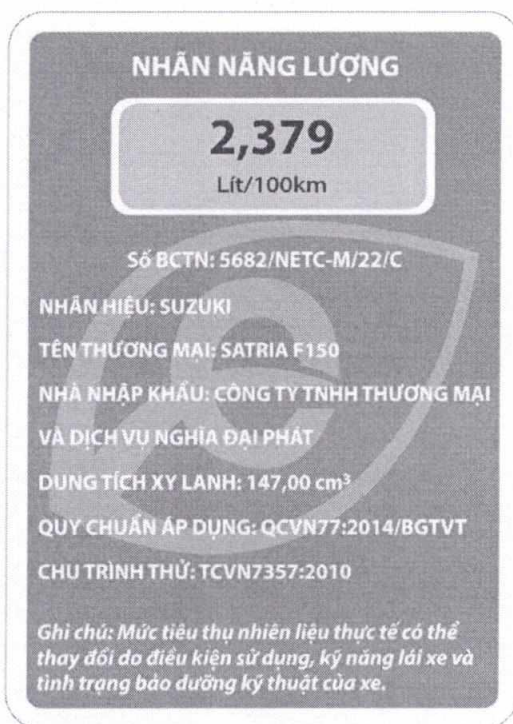 NHÃN NĂNG LƯỢNG
2,379
Lít/100km
Số BCTN: 5682/NETC-M/22/C
NHÃN HIỆU: SUZUKI
TÊN THƯƠNG MẠI: SATRIA F150
NHÀ NHẬP KHẨU: CÔNG TY TNHH THƯƠNG MẠI
VÀ DỊCH VỤ NGHĨA ĐẠI PHÁT
DUNG TÍCH XY LANH: 147,00 cm³
QUY CHUẨN ÁP DỤNG: QCVN77:2014/BGTVT
CHU TRÌNH THỬ: TCVN7357:2010
Ghi chú: Mức tiêu thụ nhiên liệu thực tế có thể
thay đổi do điều kiện sử dụng, kỹ năng lái xe và
tình trạng bảo dưỡng kỹ thuật của xe.